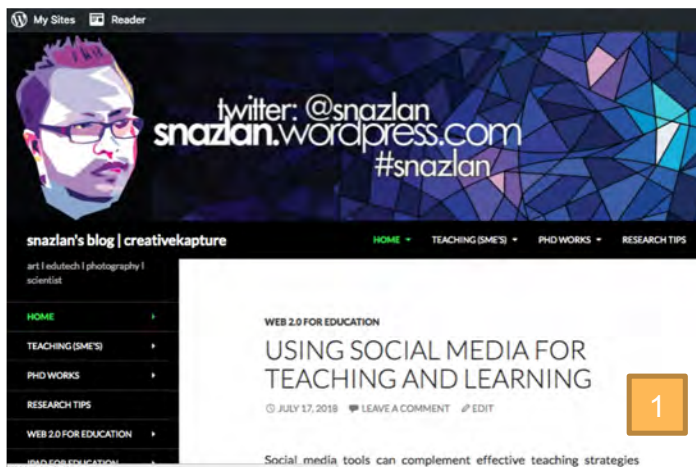 My Sites Reader
twitter: @snazlan
snazlan.wordpress.com
#snazlan
snazlan's blog | creativekapture
HOME TEACHING (SME'S) PHD WORKS RESEARCH TIPS
art I edutech I photography I
scientist
HOME
TEACHING (SME'S)
PHD WORKS
RESEARCH TIPS
WEB 2.0 FOR EDUCATION
IPAD FOR EDUCATION
WEB 2.0 FOR EDUCATION
USING SOCIAL MEDIA FOR
TEACHING AND LEARNING
JULY 17, 2018 LEAVE A COMMENT EDIT
1
Social media tools can complement effective teaching strategies